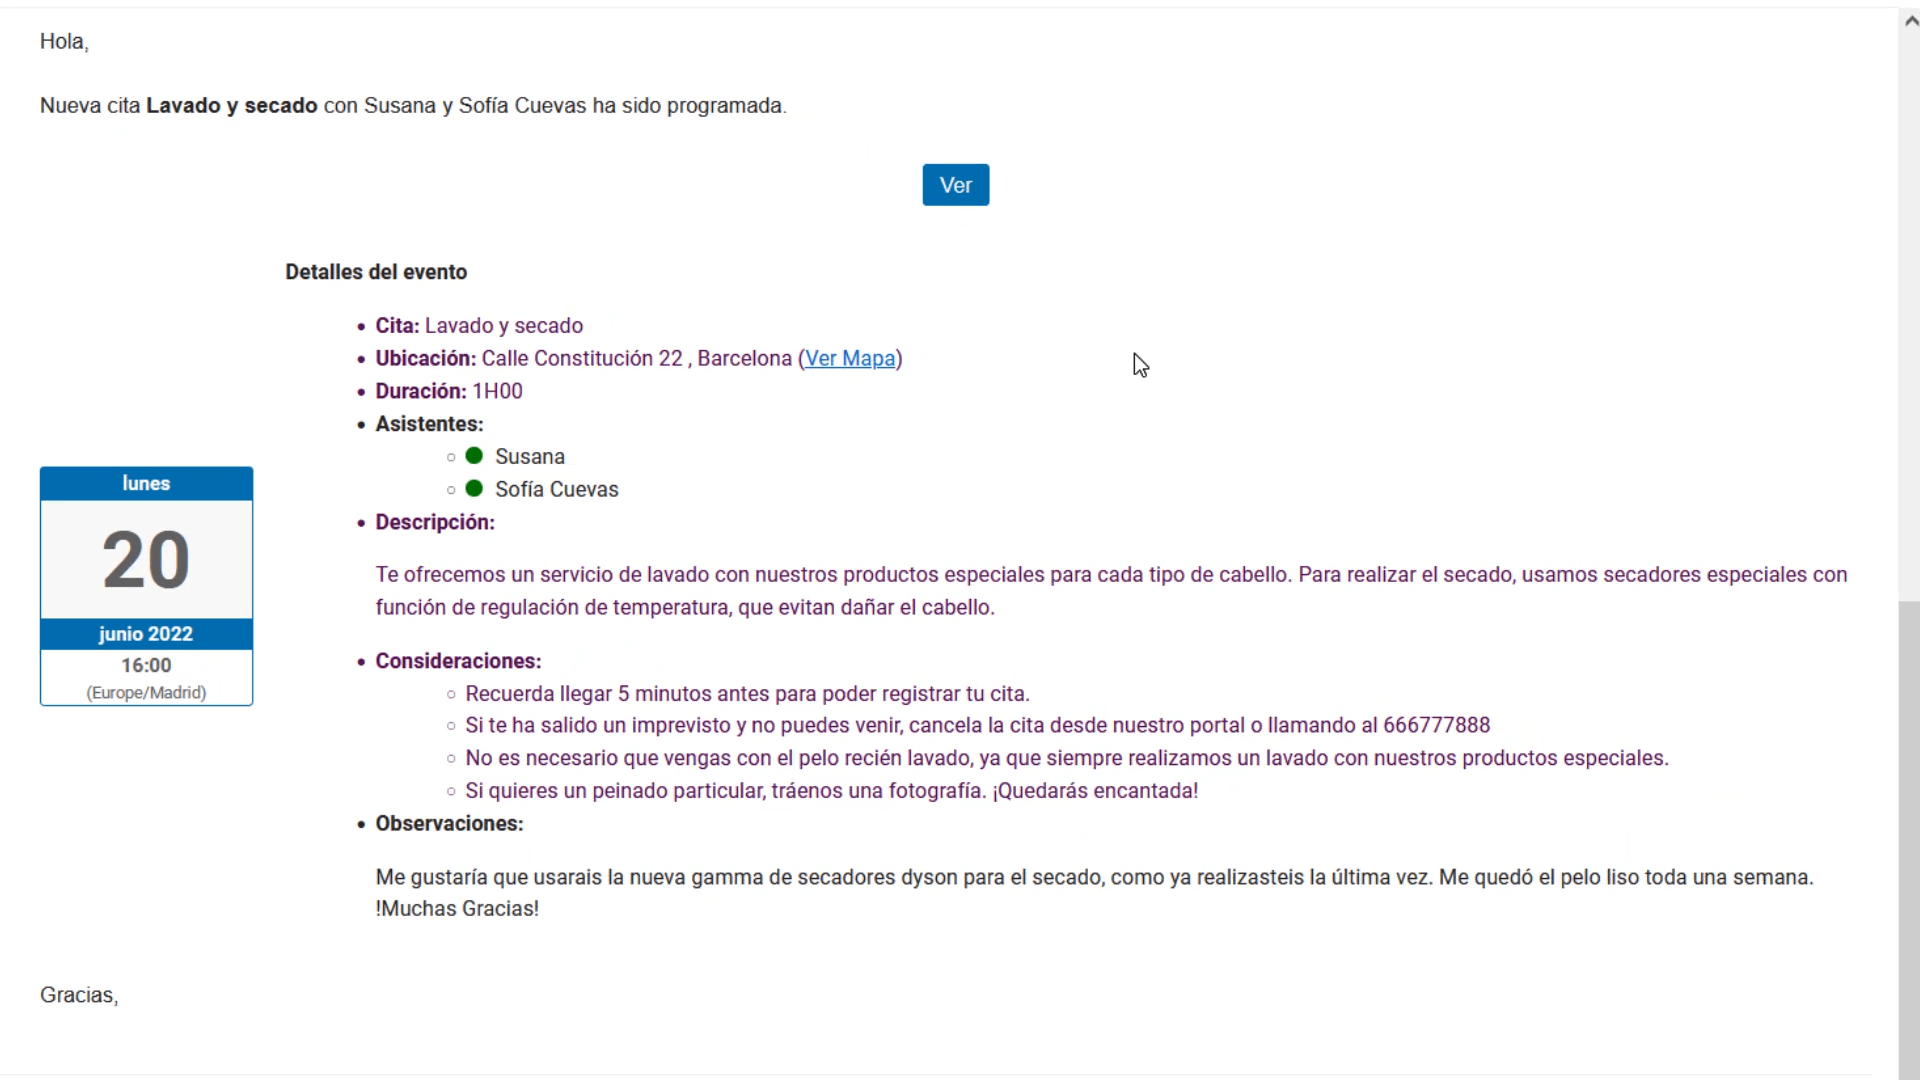 Hola,
Nueva cita Lavado y secado con Susana y Sofía Cuevas ha sido programada.
Ver
Detalles del evento
Cita: Lavado y secado
Ubicación: Calle Constitución 22 , Barcelona (Ver Mapa)
Duración: 1H00
Asistentes:
Susana
Sofía Cuevas
lunes
20
junio 2022
16:00
(Europe/Madrid)
Descripción:
Te ofrecemos un servicio de lavado con nuestros productos especiales para cada tipo de cabello. Para realizar el secado, usamos secadores especiales con
función de regulación de temperatura, que evitan dañar el cabello.
Consideraciones:
Recuerda llegar 5 minutos antes para poder registrar tu cita.
Si te ha salido un imprevisto y no puedes venir, cancela la cita desde nuestro portal o llamando al 666777888
No es necesario que vengas con el pelo recién lavado, ya que siempre realizamos un lavado con nuestros productos especiales.
Si quieres un peinado particular, tráenos una fotografía. ¡Quedarás encantada!
Observaciones:
Me gustaría que usarais la nueva gamma de secadores dyson para el secado, como ya realizasteis la última vez. Me quedó el pelo liso toda una semana.
!Muchas Gracias!
Gracias,